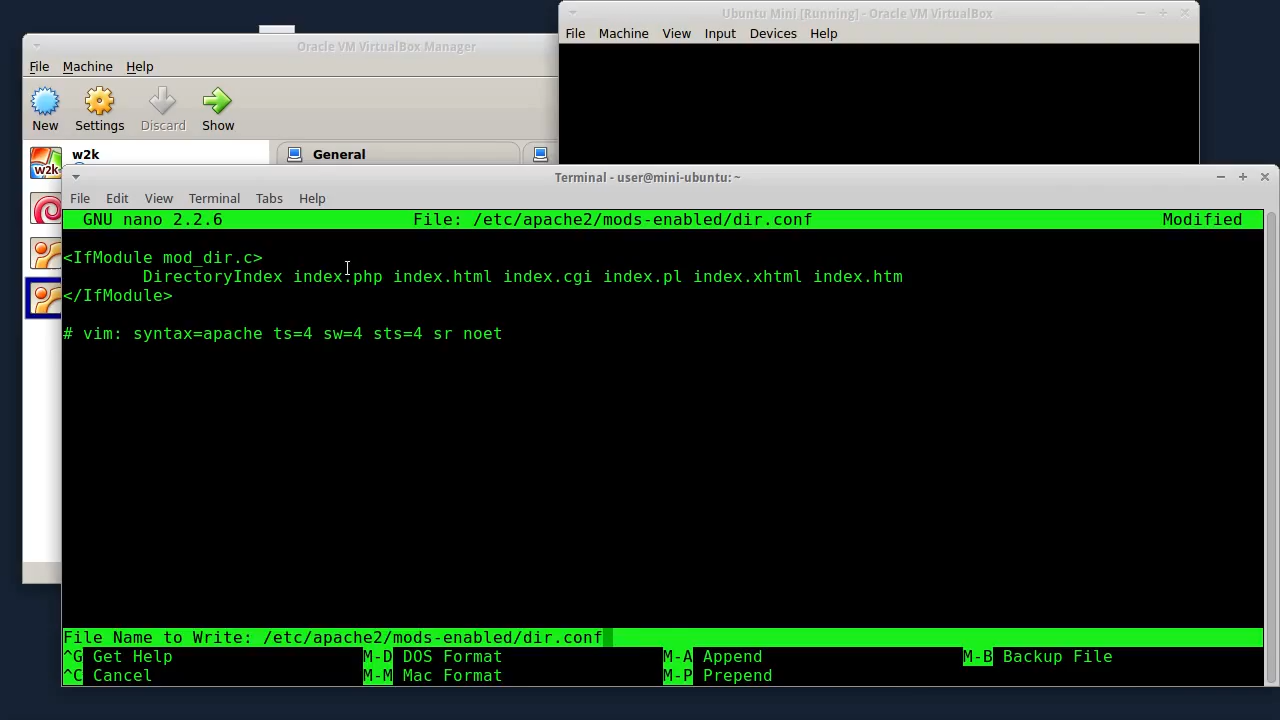 Ubuntu Mini [Running] - Oracle VM VirtualBox
File Machine View Input Devices Help
Oracle VM VirtualBox Manager
File Machine Help
New Settings Discard Show
w2k
w2k
General
Terminal - user@mini-ubuntu: ~
File Edit View Terminal Tabs Help
GNU nano 2.2.6 File: /etc/apache2/mods-enabled/dir.conf Modified
<IfModule mod_dir.c>
DirectoryIndex index.php index.html index.cgi index.pl index.xhtml index.htm
</IfModule>
# vim: syntax=apache ts=4 sw=4 sts=4 sr noet
File Name to Write: /etc/apache2/mods-enabled/dir.conf
^G Get Help M-D DOS Format M-A Append M-B Backup File
^C Cancel M-M Mac Format M-P Prepend